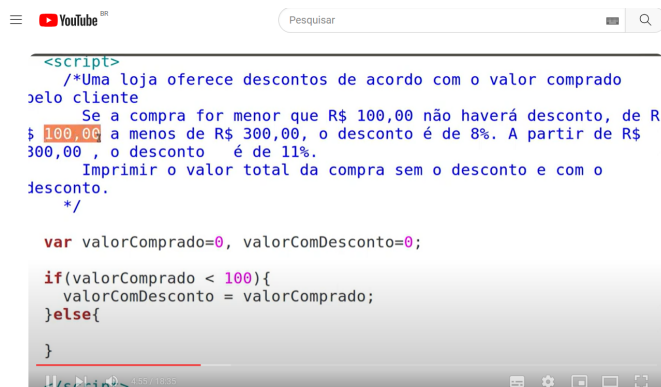 YouTube BR
Pesquisar
<script>
/*Uma loja oferece descontos de acordo com o valor comprado
pelo cliente
Se a compra for menor que R$ 100,00 não haverá desconto, de R
$ 100,00 a menos de R$ 300,00, o desconto é de 8%. A partir de R$
300,00 , o desconto   é de 11%.
Imprimir o valor total da compra sem o desconto e com o
desconto.
*/
var valorComprado=0, valorComDesconto=0;
if(valorComprado < 100){
valorComDesconto = valorComprado;
}else{
}
</script>